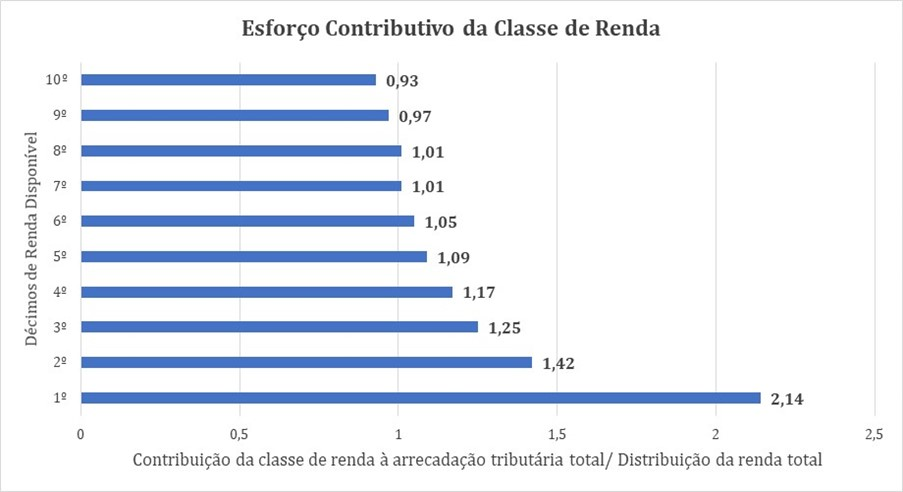 Esforço Contributivo da Classe de Renda
Décimos de Renda Disponível
10º 0,93
9º 0,97
8º 1,01
7º 1,01
6º 1,05
5º 1,09
4º 1,17
3º 1,25
2º 1,42
1º 2,14
0 0,5 1 1,5 2 2,5
Contribuição da classe de renda à arrecadação tributária total/ Distribuição da renda total